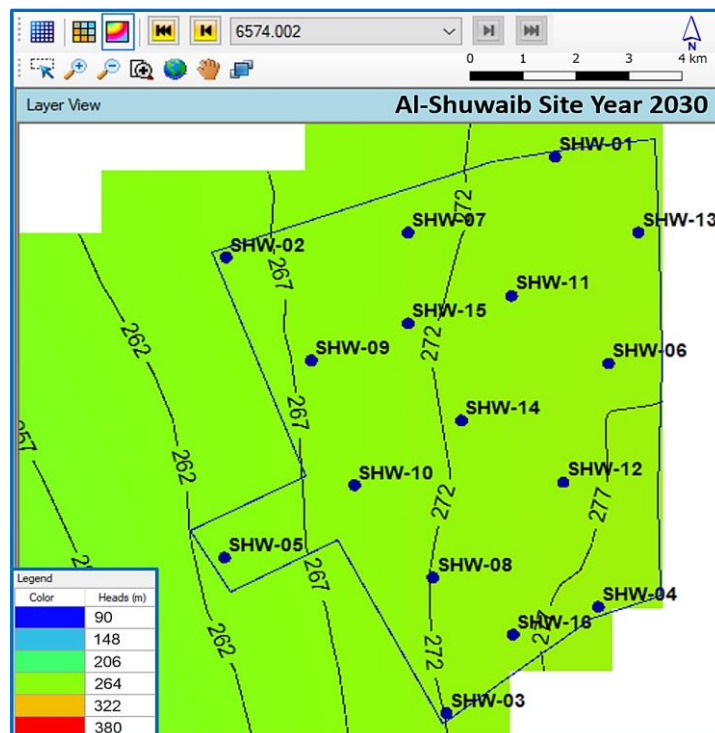 6574.002
N
0 1 2 3 4 km
Layer View
Al-Shuwaib Site Year 2030
SHW-01
272
SHW-07
SHW-13
SHW-02
267
SHW-11
SHW-15
262
272
SHW-09
SHW-06
267
SHW-14
257
262
SHW-10
SHW-12
272
277
SHW-05
SHW-08
267
Legend
Color Heads (m)
90
148
206
264
322
380
SHW-04
262
272
SHW-16
SHW-03